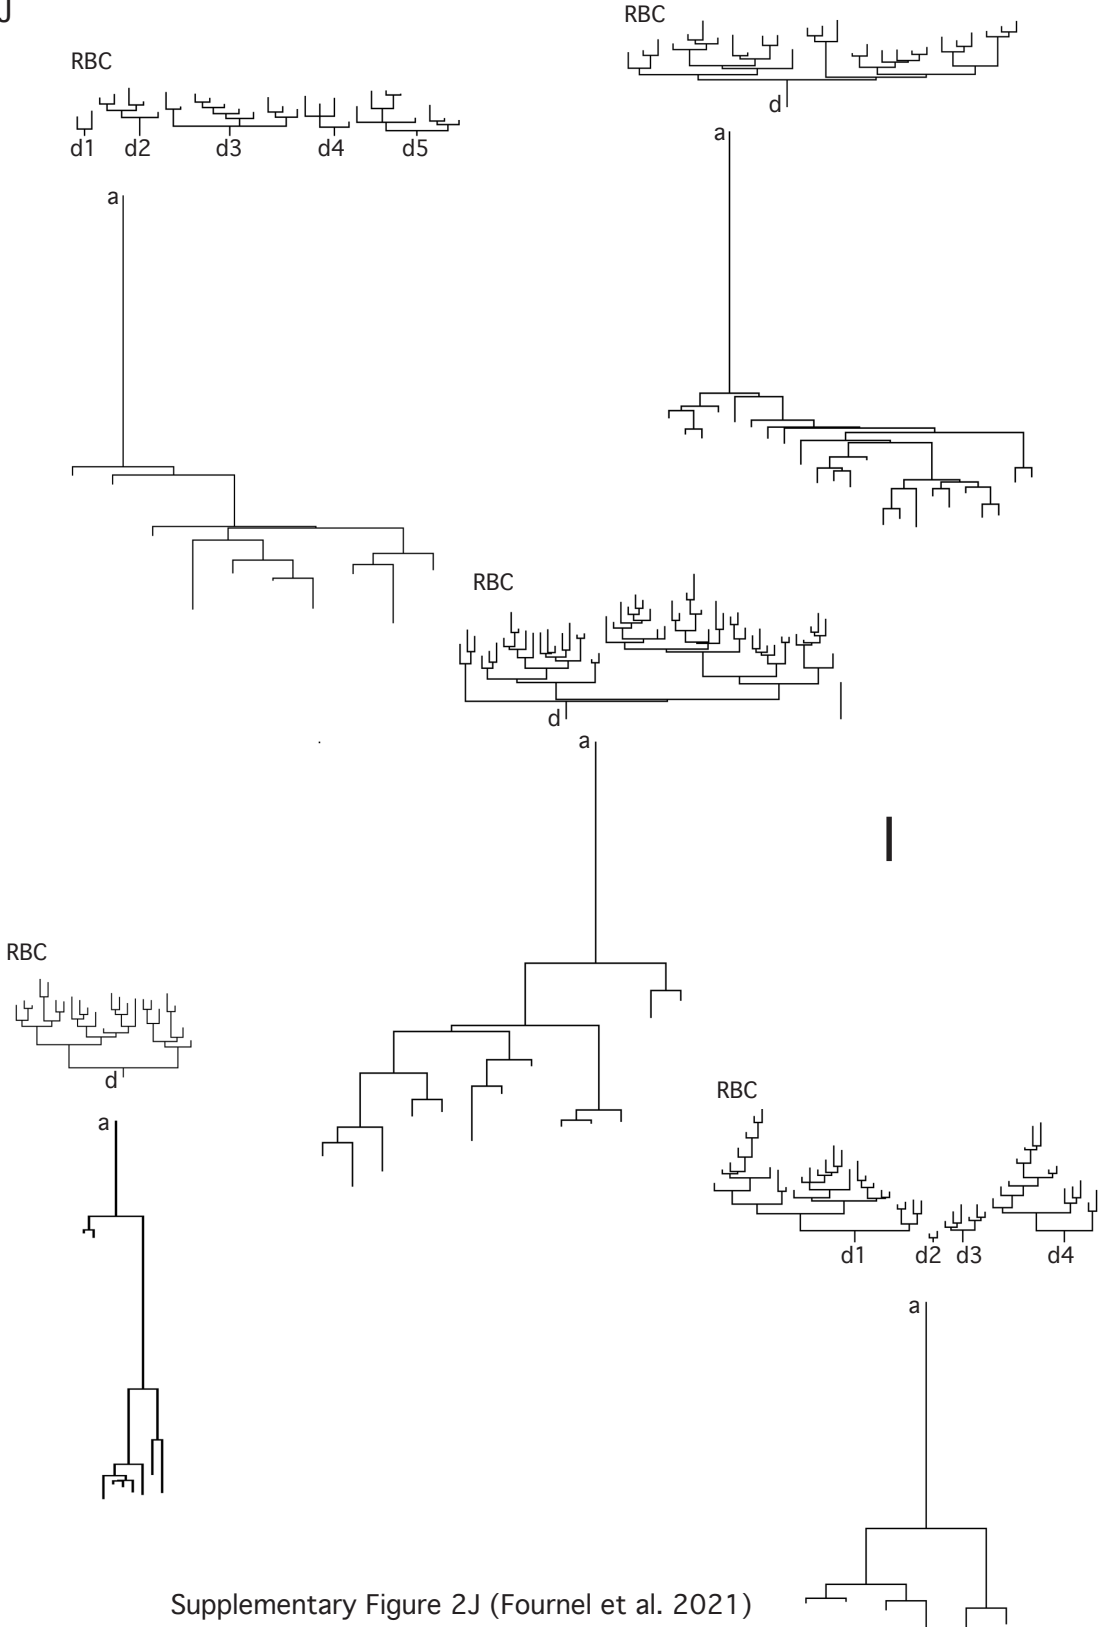 J
RBC
d
a
RBC
d1 d2 d3 d4 d5
a
RBC
d
a
RBC
d
a
RBC
d1 d2 d3 d4
a
Supplementary Figure 2J (Fournel et al. 2021)